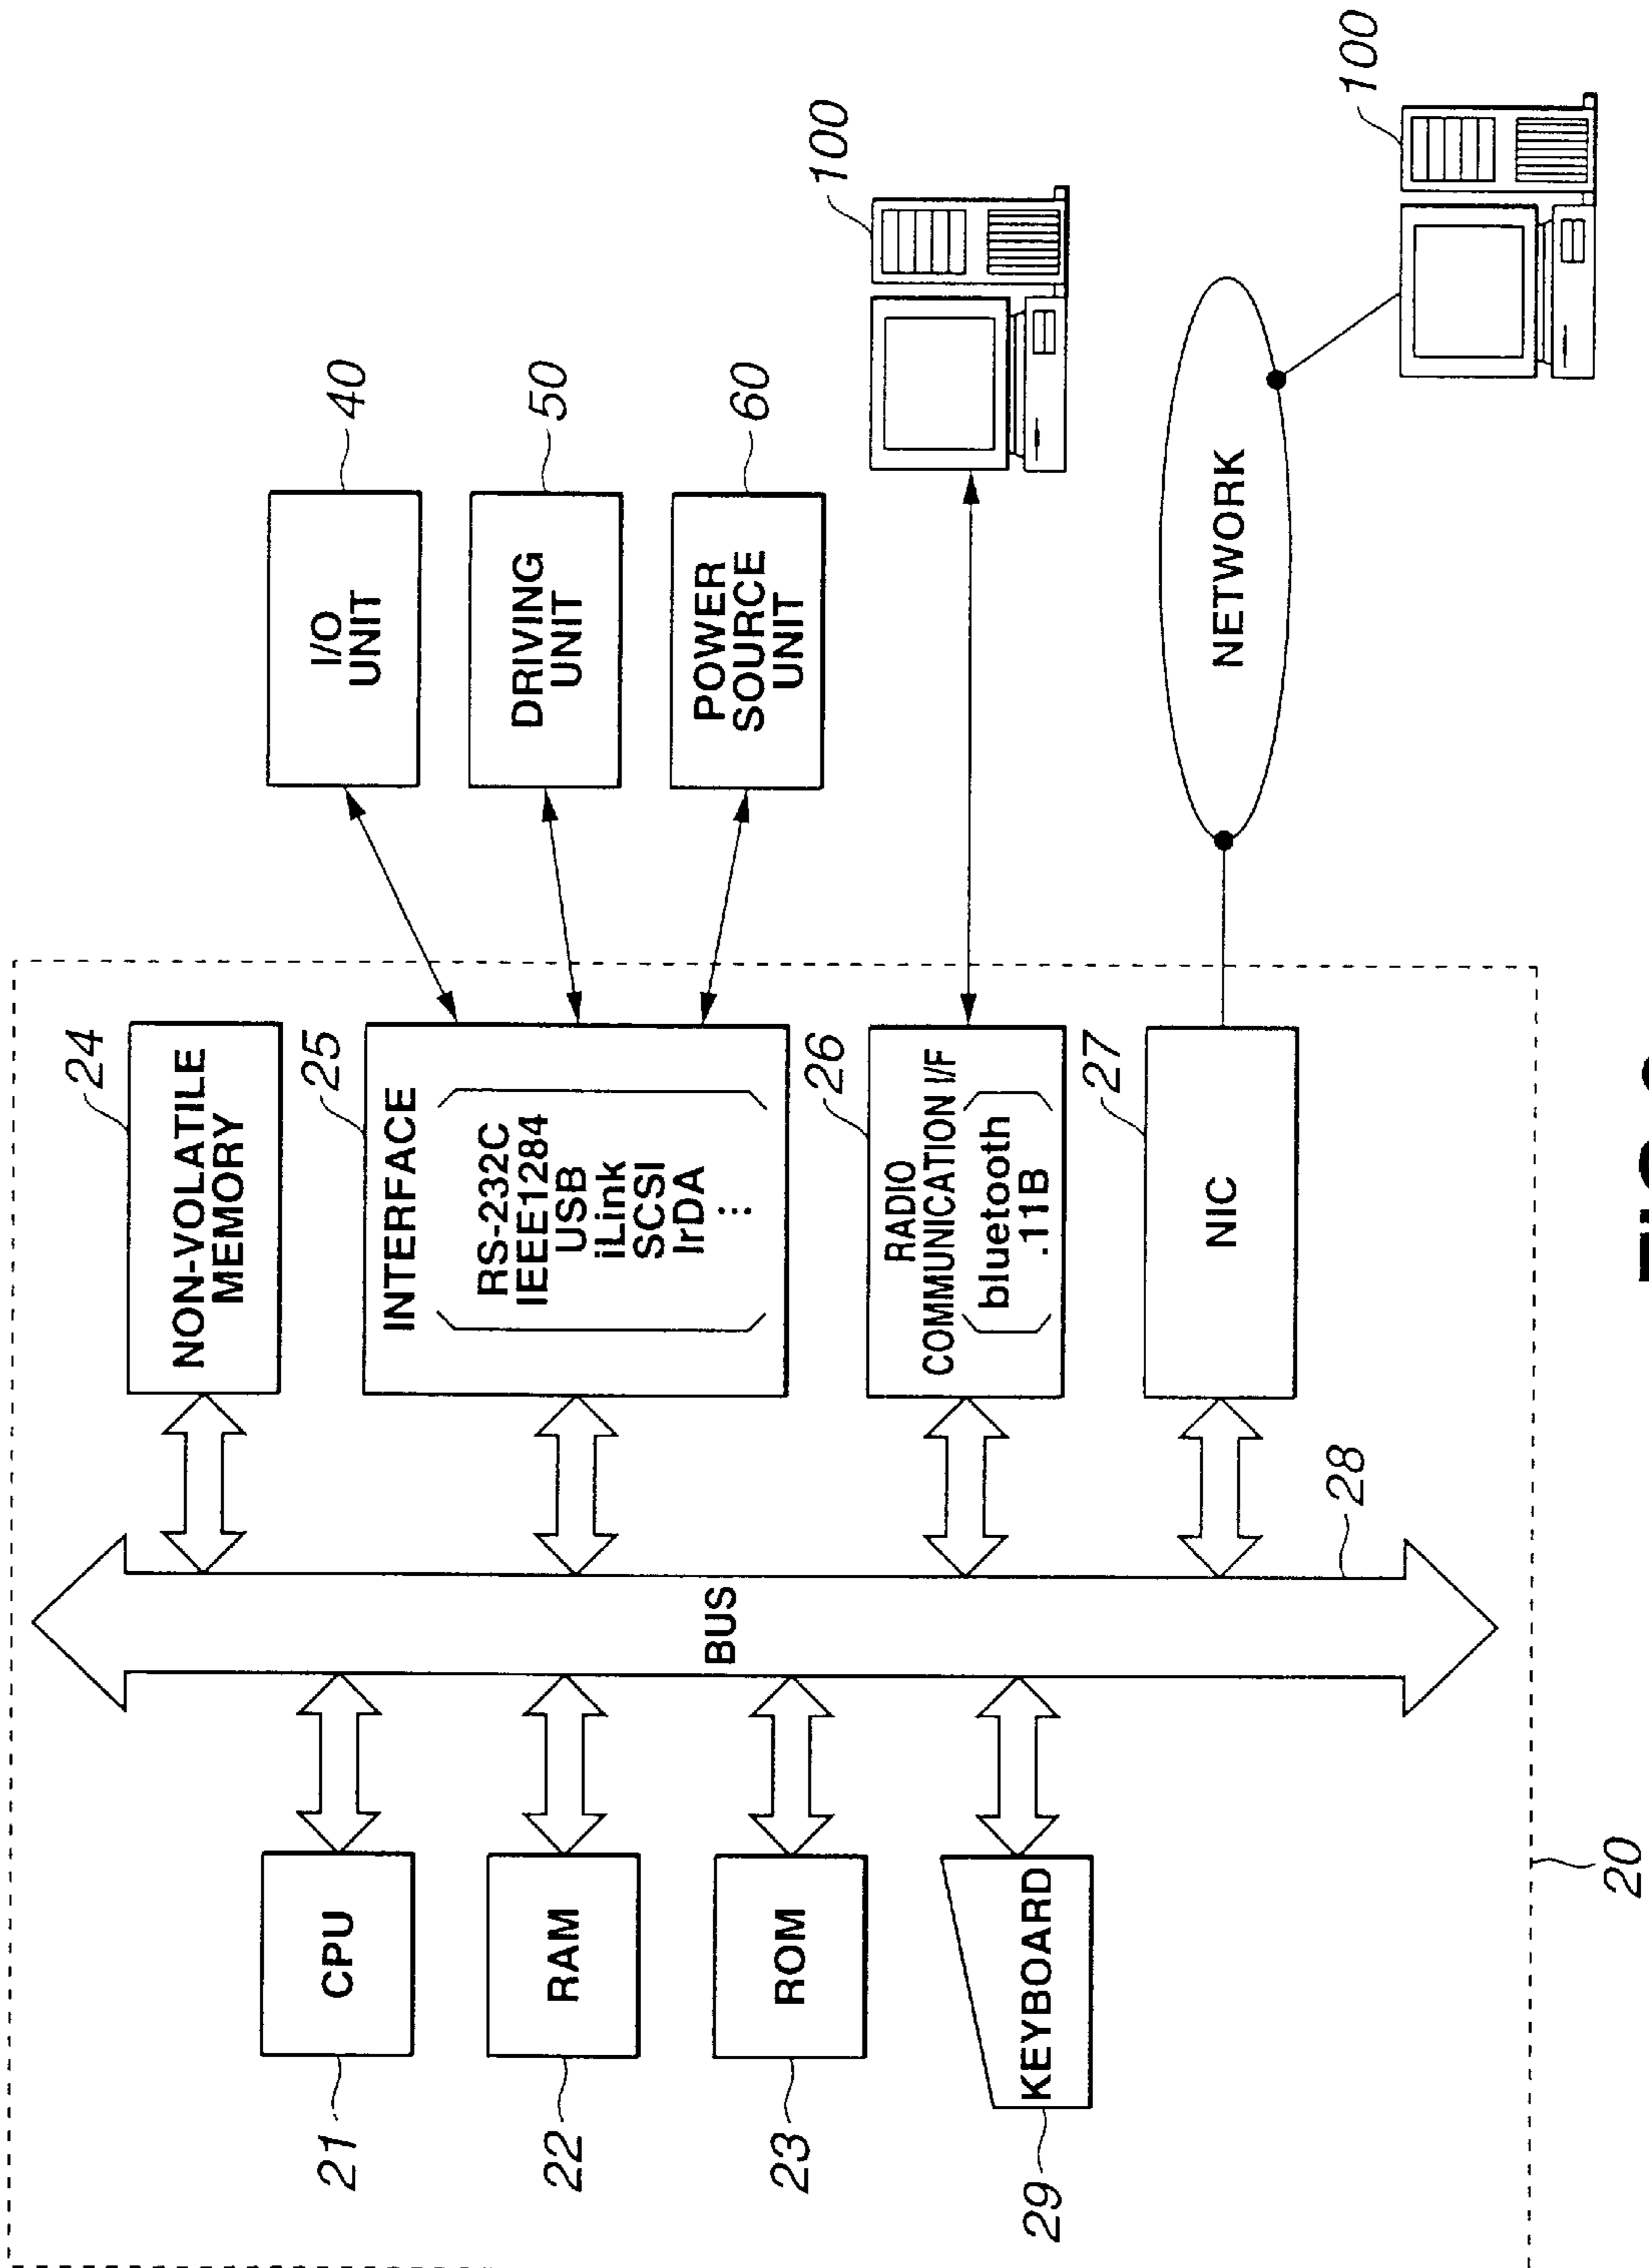 21
CPU
22
RAM
23
ROM
29
KEYBOARD
BUS
28
24
NON-VOLATILE
MEMORY
25
INTERFACE
RS-232C
IEEE1284
USB
iLink
SCSI
IrDA
⋮
26
RADIO
COMMUNICATION I/F
bluetooth
.11B
27
NIC
20
I/O
UNIT
40
DRIVING
UNIT
50
POWER
SOURCE
UNIT
60
100
NETWORK
100